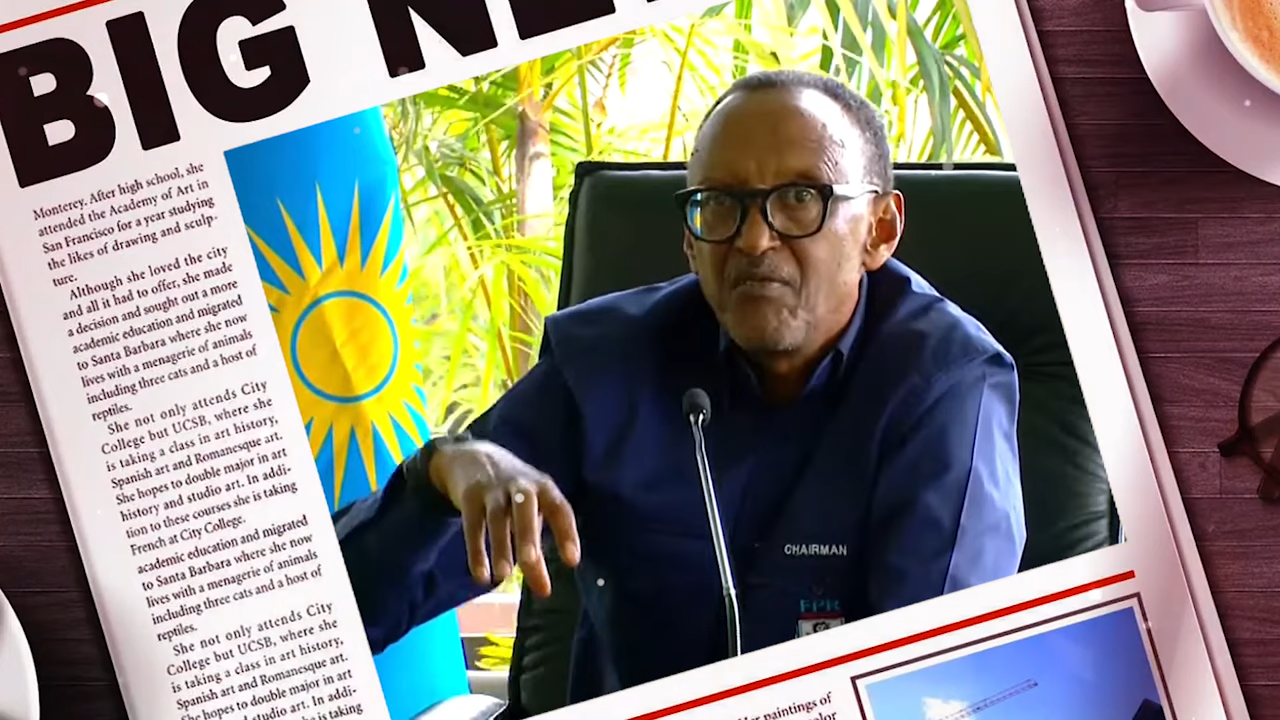 BIG
Monterey. After high school, she
attended the Academy of Art in
San Francisco for a year studying
the likes of drawing and sculp-
ture.
Although she loved the city
and all it had to offer, she made
a decision and sought out a more
academic education and migrated
to Santa Barbara where she now
lives with a menagerie of animals
including three cats and a host of
reptiles.
She not only attends City
College but UCSB, where she
is taking a class in art history,
Spanish art and Romanesque art.
She hopes to double major in art
history and studio art. In addi-
tion to these courses she is taking
French at City College.
academic education and migrated
to Santa Barbara where she now
lives with a menagerie of animals
including three cats and a host of
reptiles.
She not only attends City
College but UCSB, where she
is taking a class in art history,
Spanish art and Romanesque art.
She hopes to double major in art
studio art. In addi-
she is taking
CHAIRMAN
FPR
paintings of
color